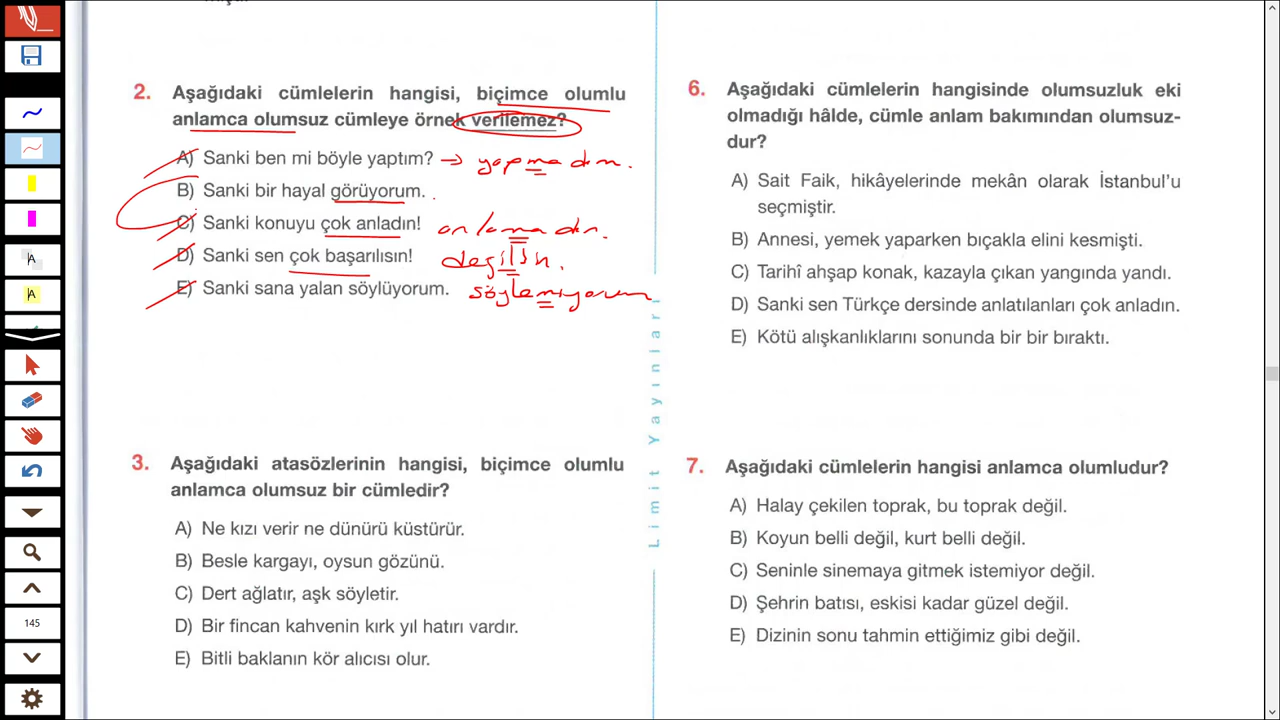 2. Aşağıdaki cümlelerin hangisi, biçimce olumlu
anlamca olumsuz cümleye örnek verilemez?
A) Sanki ben mi böyle yaptım? → yapmadım.
B) Sanki bir hayal görüyorum.
C) Sanki konuyu çok anladın! anlamadın.
D) Sanki sen çok başarılısın! değilsin.
E) Sanki sana yalan söylüyorum. söylemiyorum
3. Aşağıdaki atasözlerinin hangisi, biçimce olumlu
anlamca olumsuz bir cümledir?
A) Ne kızı verir ne dünürü küstürür.
B) Besle kargayı, oysun gözünü.
C) Dert ağlatır, aşk söyletir.
D) Bir fincan kahvenin kırk yıl hatırı vardır.
E) Bitli baklanın kör alıcısı olur.
Limit Yayınları
6. Aşağıdaki cümlelerin hangisinde olumsuzluk eki
olmadığı hâlde, cümle anlam bakımından olumsuz-
dur?
A) Sait Faik, hikâyelerinde mekân olarak İstanbul'u
seçmiştir.
B) Annesi, yemek yaparken bıçakla elini kesmişti.
C) Tarihî ahşap konak, kazayla çıkan yangında yandı.
D) Sanki sen Türkçe dersinde anlatılanları çok anladın.
E) Kötü alışkanlıklarını sonunda bir bir bıraktı.
7. Aşağıdaki cümlelerin hangisi anlamca olumludur?
A) Halay çekilen toprak, bu toprak değil.
B) Koyun belli değil, kurt belli değil.
C) Seninle sinemaya gitmek istemiyor değil.
D) Şehrin batısı, eskisi kadar güzel değil.
E) Dizinin sonu tahmin ettiğimiz gibi değil.
A
A
145